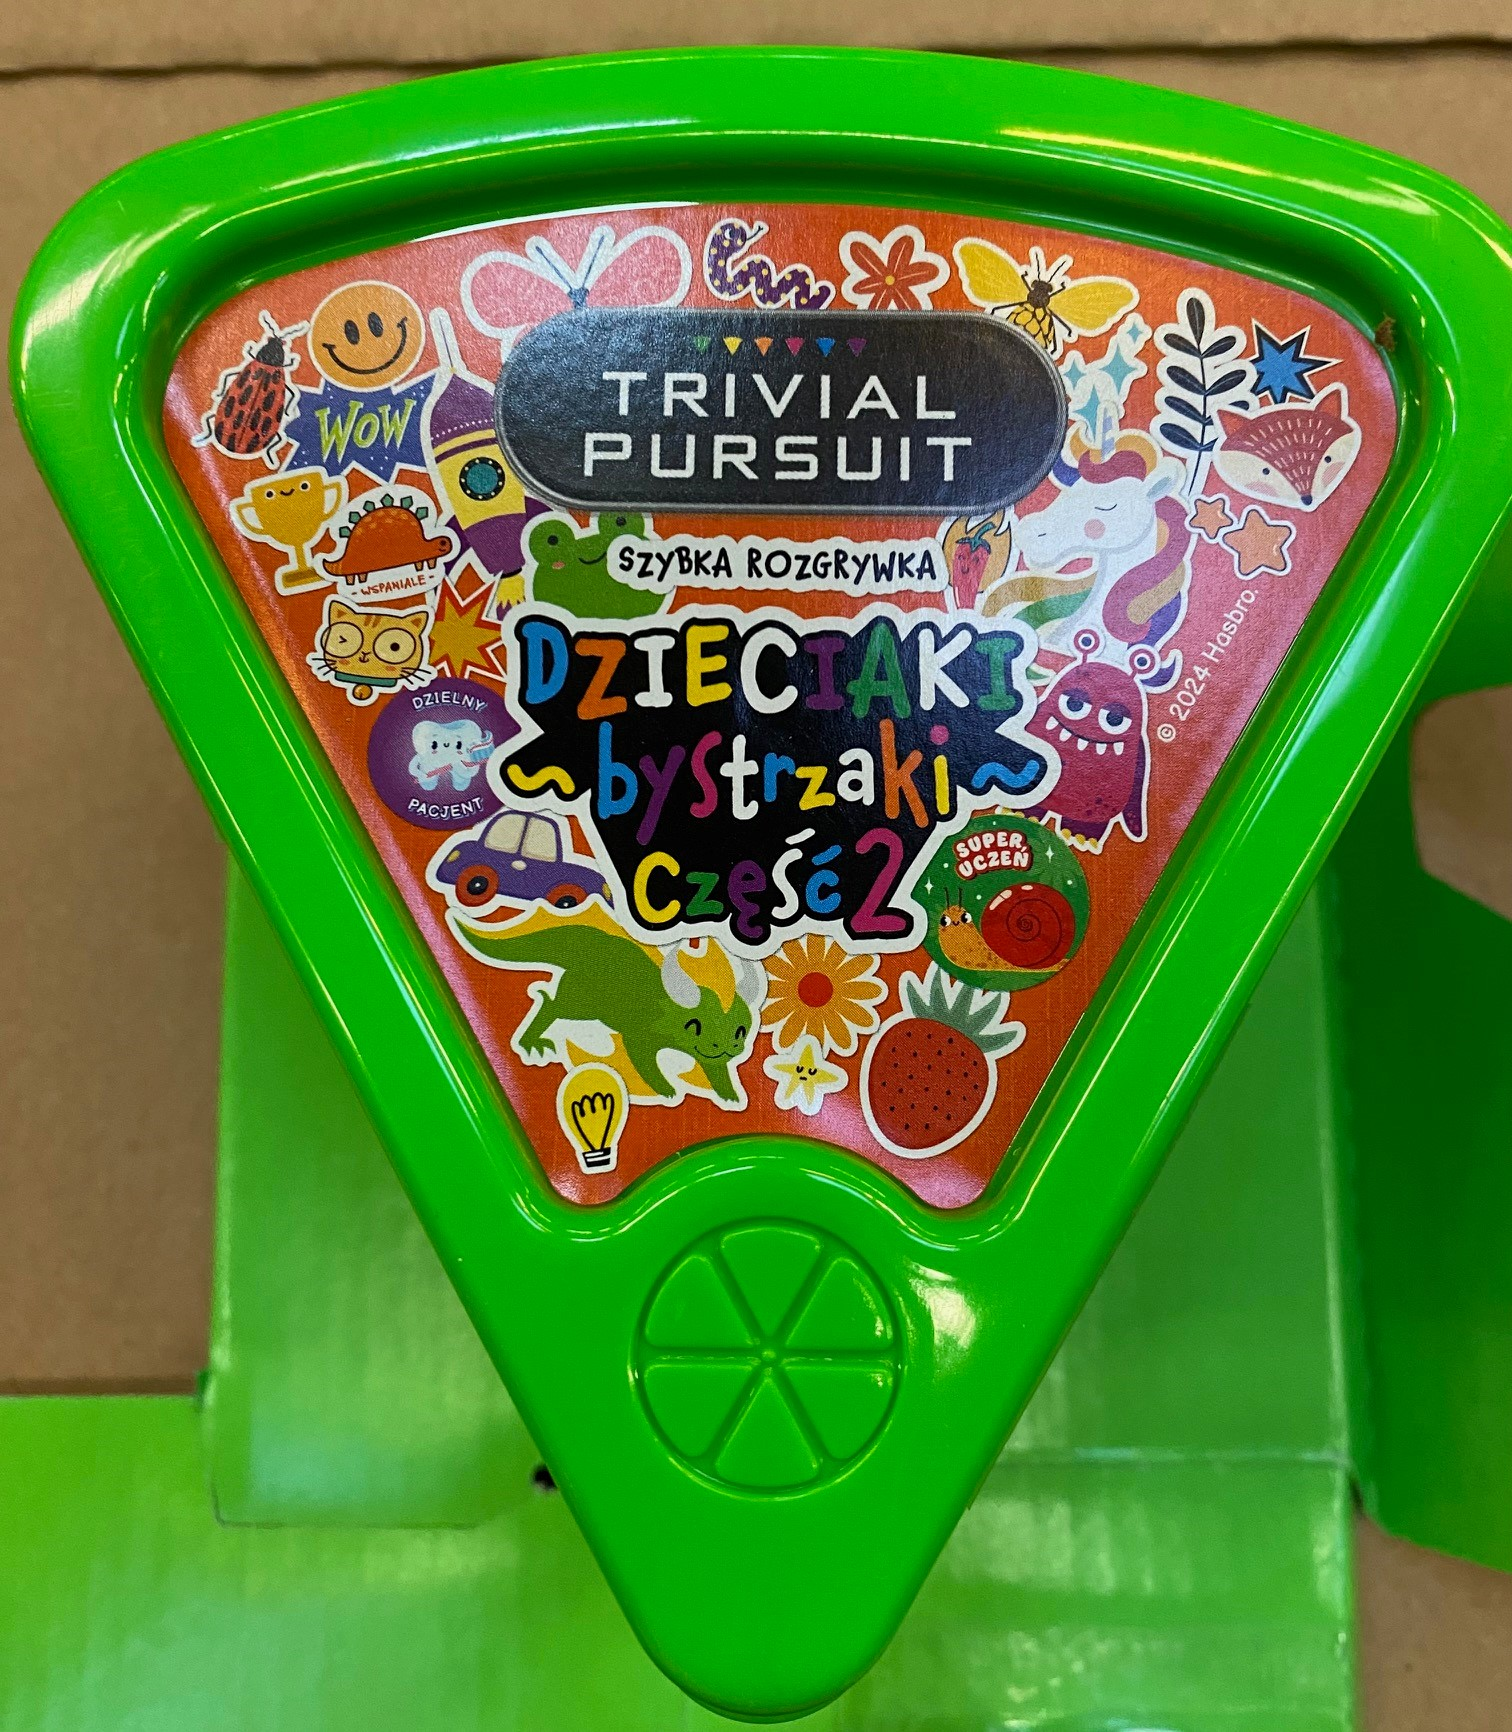 TRIVIAL
PURSUIT
WOW
SZYBKA ROZGRYWKA
- WSPANIALE -
DZIECIAKI
~ bystrzaki ~
część 2
DZIELNY
PACJENT
SUPER
UCZEŃ
© 2024 Hasbro.